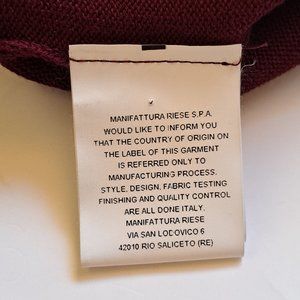 MANIFATTURA RIESE S.P.A.
WOULD LIKE TO INFORM YOU
THAT THE COUNTRY OF ORIGIN ON
THE LABEL OF THIS GARMENT
IS REFERRED ONLY TO
MANUFACTURING PROCESS.
STYLE, DESIGN, FABRIC TESTING
FINISHING AND QUALITY CONTROL
ARE ALL DONE ITALY.
MANIFATTURA RIESE
VIA SAN LODOVICO 6
42010 RIO SALICETO (RE)